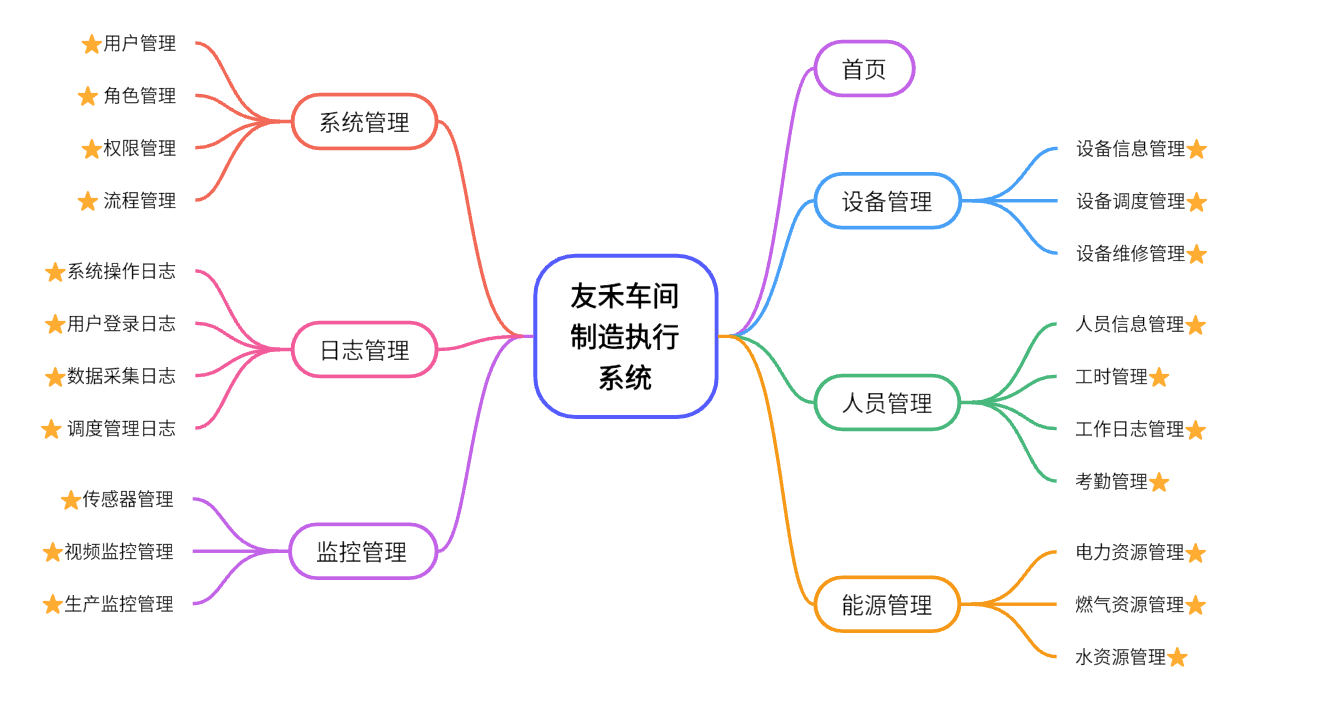 友禾车间
制造执行
系统
首页
设备管理
设备信息管理
设备调度管理
设备维修管理
人员管理
人员信息管理
工时管理
工作日志管理
考勤管理
能源管理
电力资源管理
燃气资源管理
水资源管理
系统管理
用户管理
角色管理
权限管理
流程管理
日志管理
系统操作日志
用户登录日志
数据采集日志
调度管理日志
监控管理
传感器管理
视频监控管理
生产监控管理